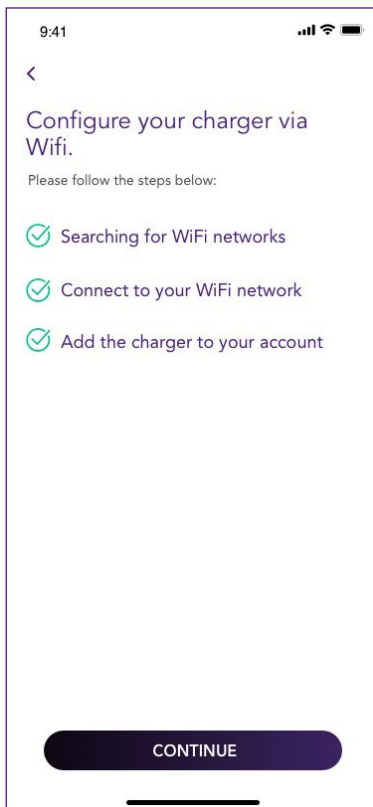 9:41
Configure your charger via
Wifi.
Please follow the steps below:
Searching for WiFi networks
Connect to your WiFi network
Add the charger to your account
CONTINUE